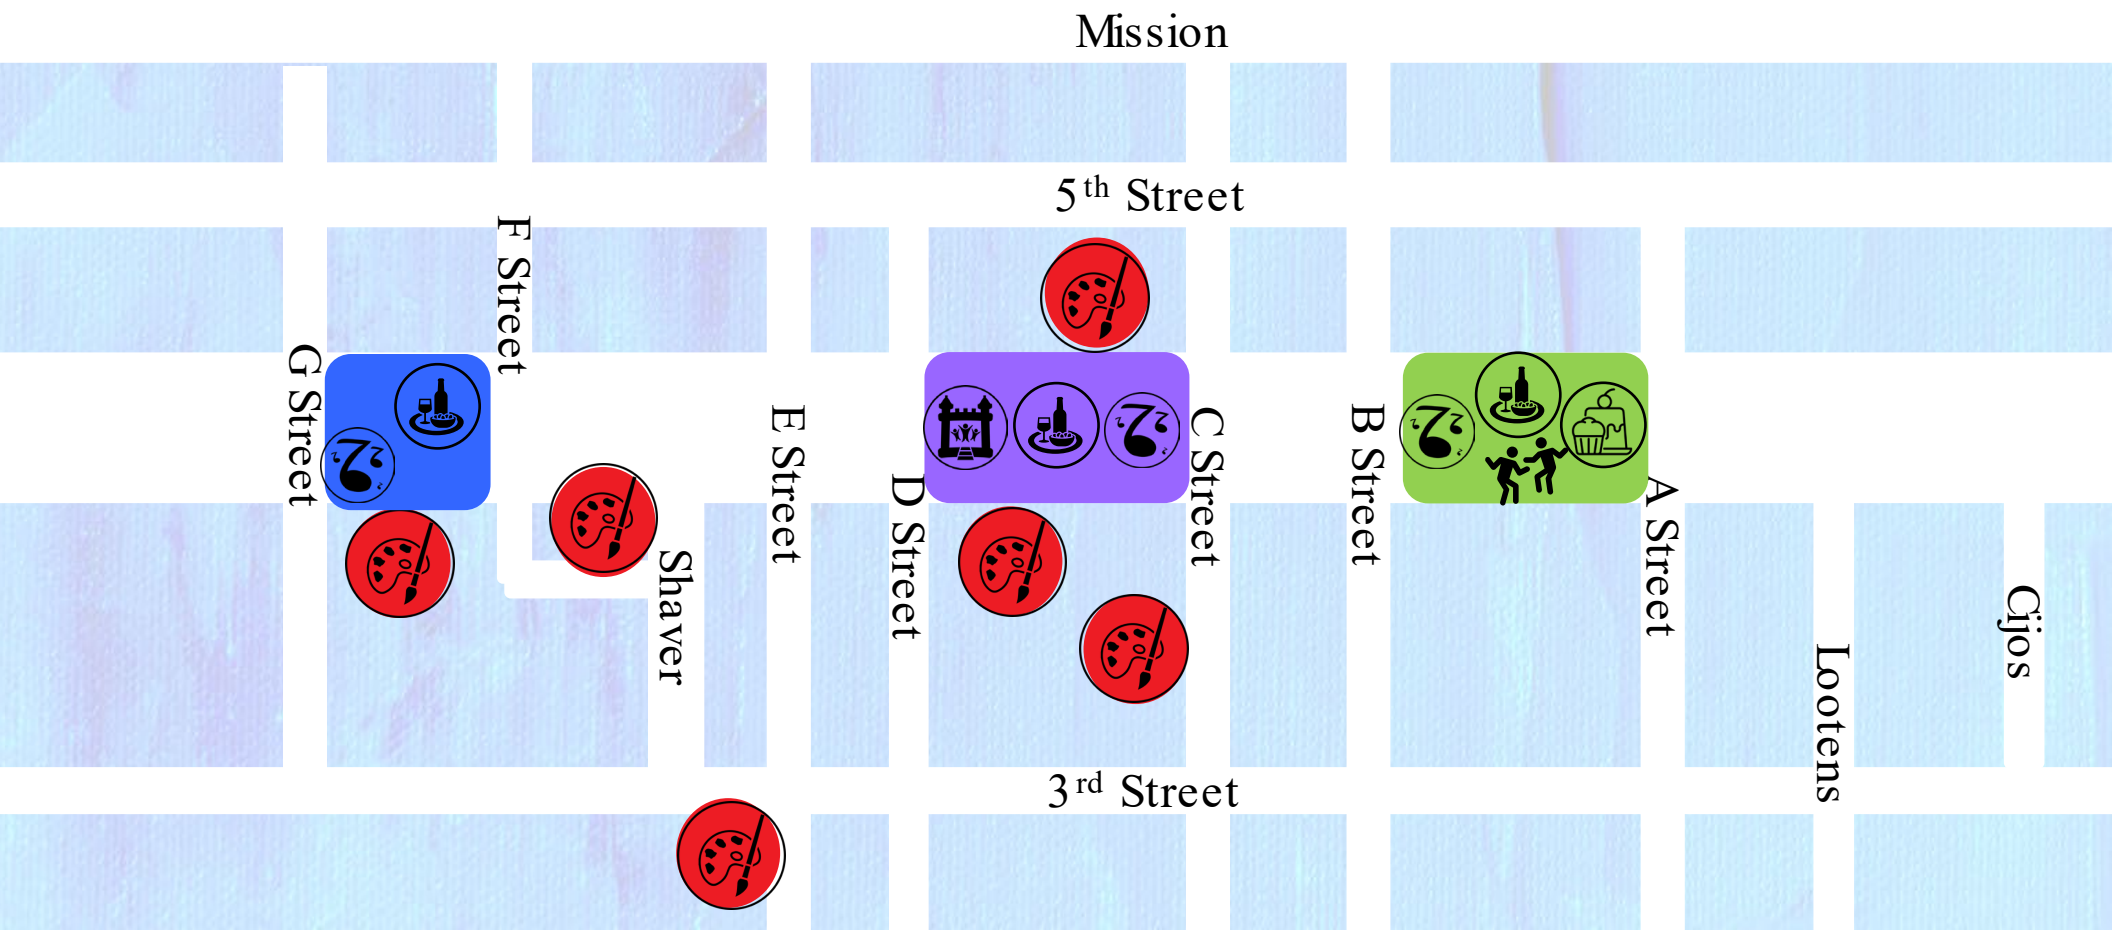 Mission
5th Street
F Street
G Street
E Street
D Street
C Street
B Street
A Street
Shaver
Lootens
Cijos
3rd Street